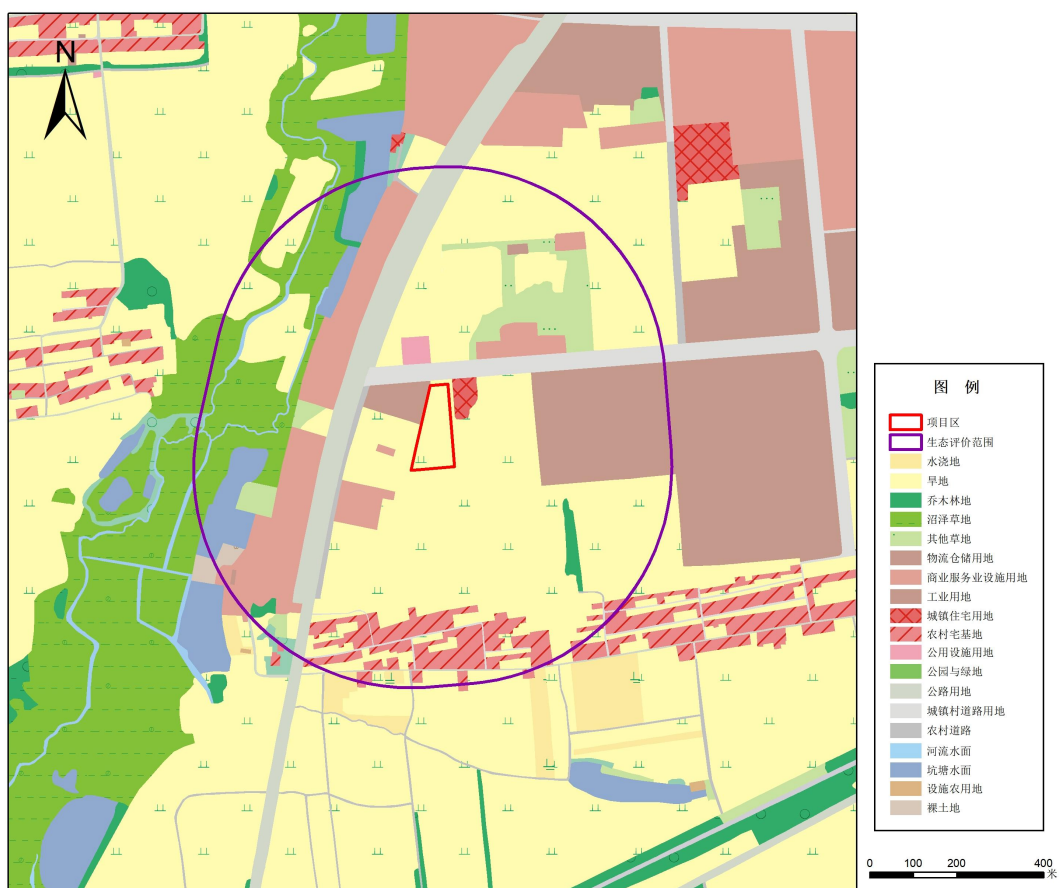 N
图 例
项目区
生态评价范围
水浇地
旱地
乔木林地
沼泽草地
其他草地
物流仓储用地
商业服务业设施用地
工业用地
城镇住宅用地
农村宅基地
公用设施用地
公园与绿地
公路用地
城镇村道路用地
农村道路
河流水面
坑塘水面
设施农用地
裸土地
0 100 200 400
米